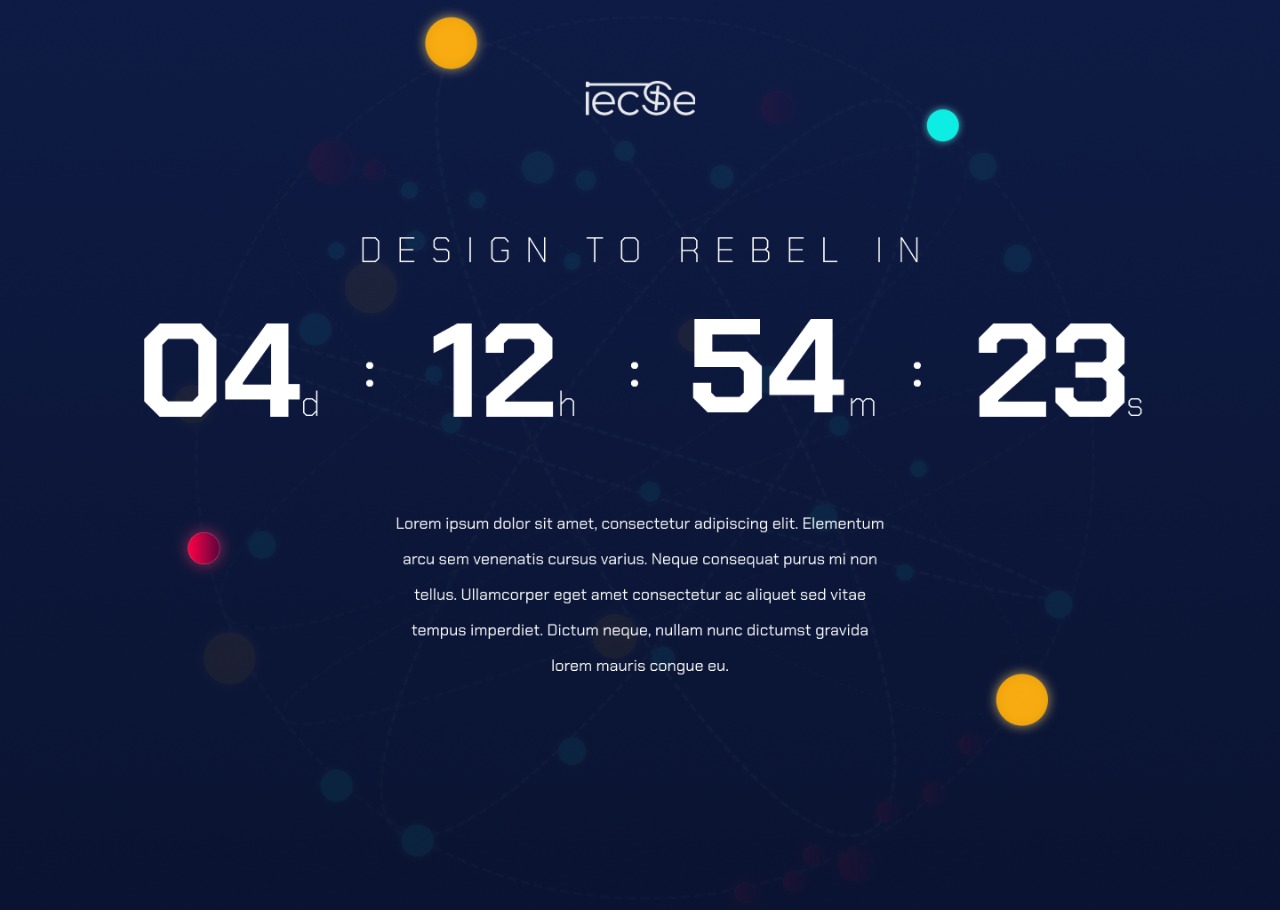 iecSe
DESIGN TO REBEL IN
04d : 12h : 54m : 23s
Lorem ipsum dolor sit amet, consectetur adipiscing elit. Elementum
arcu sem venenatis cursus varius. Neque consequat purus mi non
tellus. Ullamcorper eget amet consectetur ac aliquet sed vitae
tempus imperdiet. Dictum neque, nullam nunc dictumst gravida
lorem mauris congue eu.